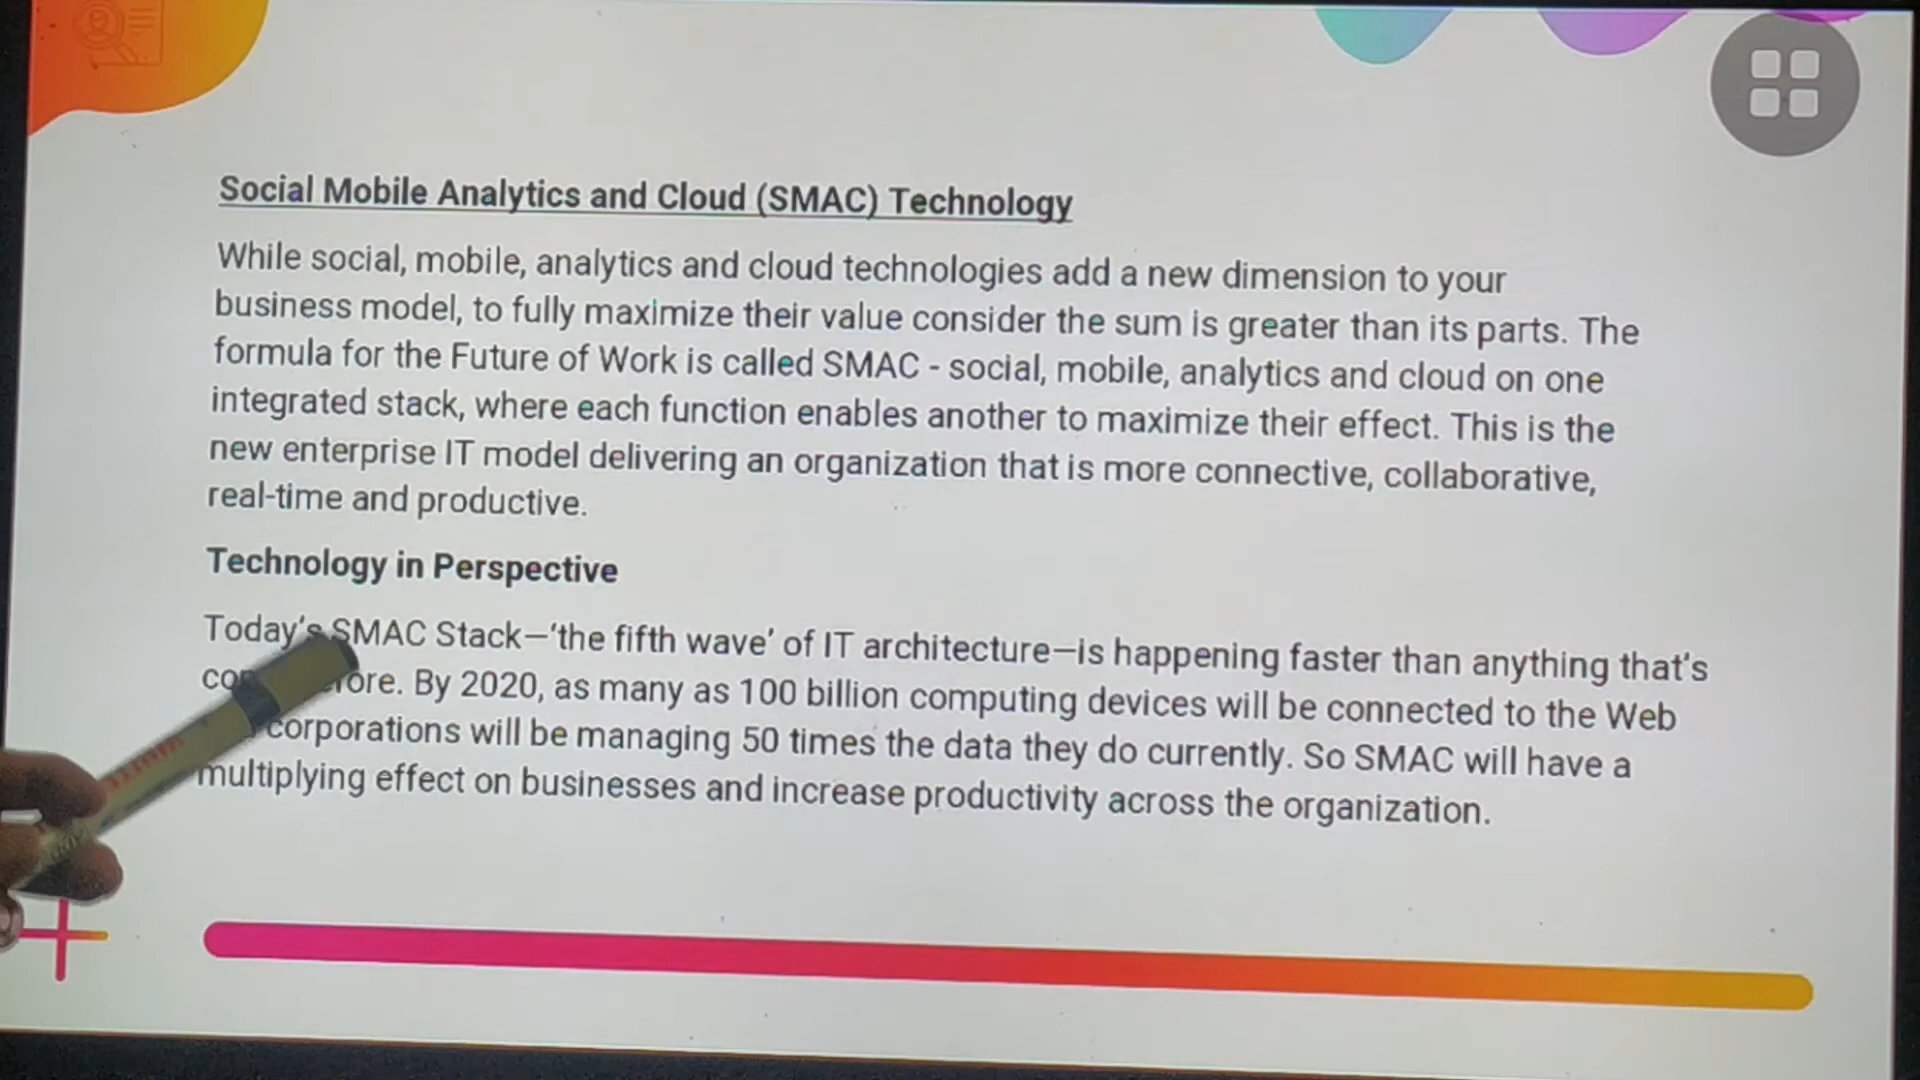 Social Mobile Analytics and Cloud (SMAC) Technology
While social, mobile, analytics and cloud technologies add a new dimension to your
business model, to fully maximize their value consider the sum is greater than its parts. The
formula for the Future of Work is called SMAC - social, mobile, analytics and cloud on one
integrated stack, where each function enables another to maximize their effect. This is the
new enterprise IT model delivering an organization that is more connective, collaborative,
real-time and productive.
Technology in Perspective
Today's SMAC Stack—'the fifth wave' of IT architecture—is happening faster than anything that's
By 2020, as many as 100 billion computing devices will be connected to the Web
corporations will be managing 50 times the data they do currently. So SMAC will have a
multiplying effect on businesses and increase productivity across the organization.